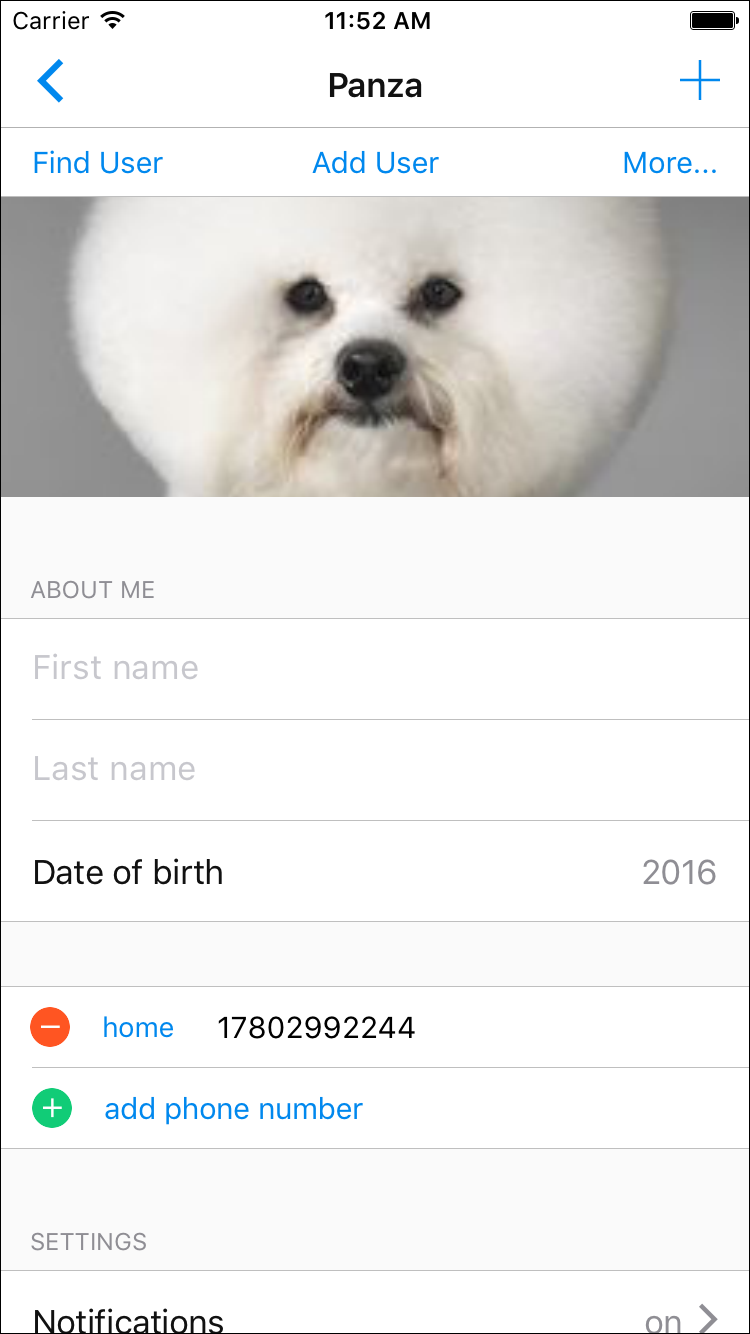 Carrier 11:52 AM
Panza
Find User Add User More...
ABOUT ME
First name
Last name
Date of birth 2016
home 17802992244
add phone number
SETTINGS
Notifications on